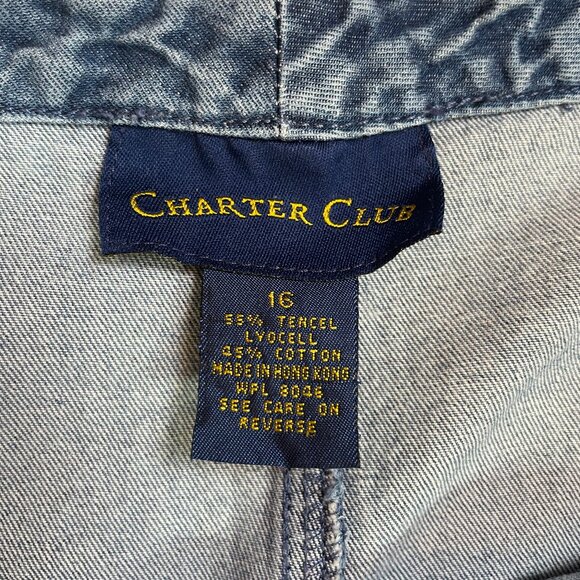 CHARTER CLUB
16
55% TENCEL
LYOCELL
45% COTTON
MADE IN HONG KONG
WPL 8046
SEE CARE ON
REVERSE